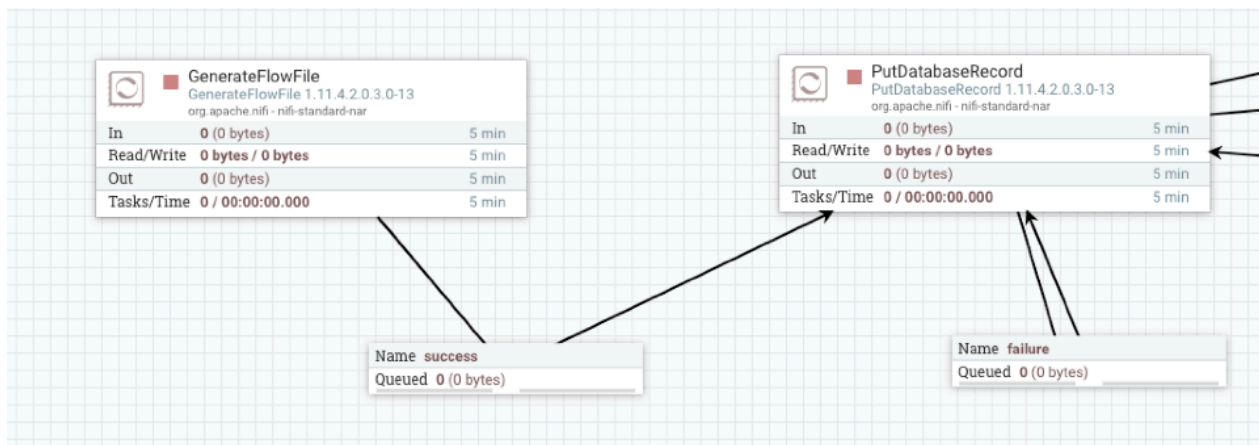 GenerateFlowFile
GenerateFlowFile 1.11.4.2.0.3.0-13
org.apache.nifi - nifi-standard-nar
In 0 (0 bytes) 5 min
Read/Write 0 bytes / 0 bytes 5 min
Out 0 (0 bytes) 5 min
Tasks/Time 0 / 00:00:00.000 5 min
PutDatabaseRecord
PutDatabaseRecord 1.11.4.2.0.3.0-13
org.apache.nifi - nifi-standard-nar
In 0 (0 bytes) 5 min
Read/Write 0 bytes / 0 bytes 5 min
Out 0 (0 bytes) 5 min
Tasks/Time 0 / 00:00:00.000 5 min
Name success
Queued 0 (0 bytes)
Name failure
Queued 0 (0 bytes)